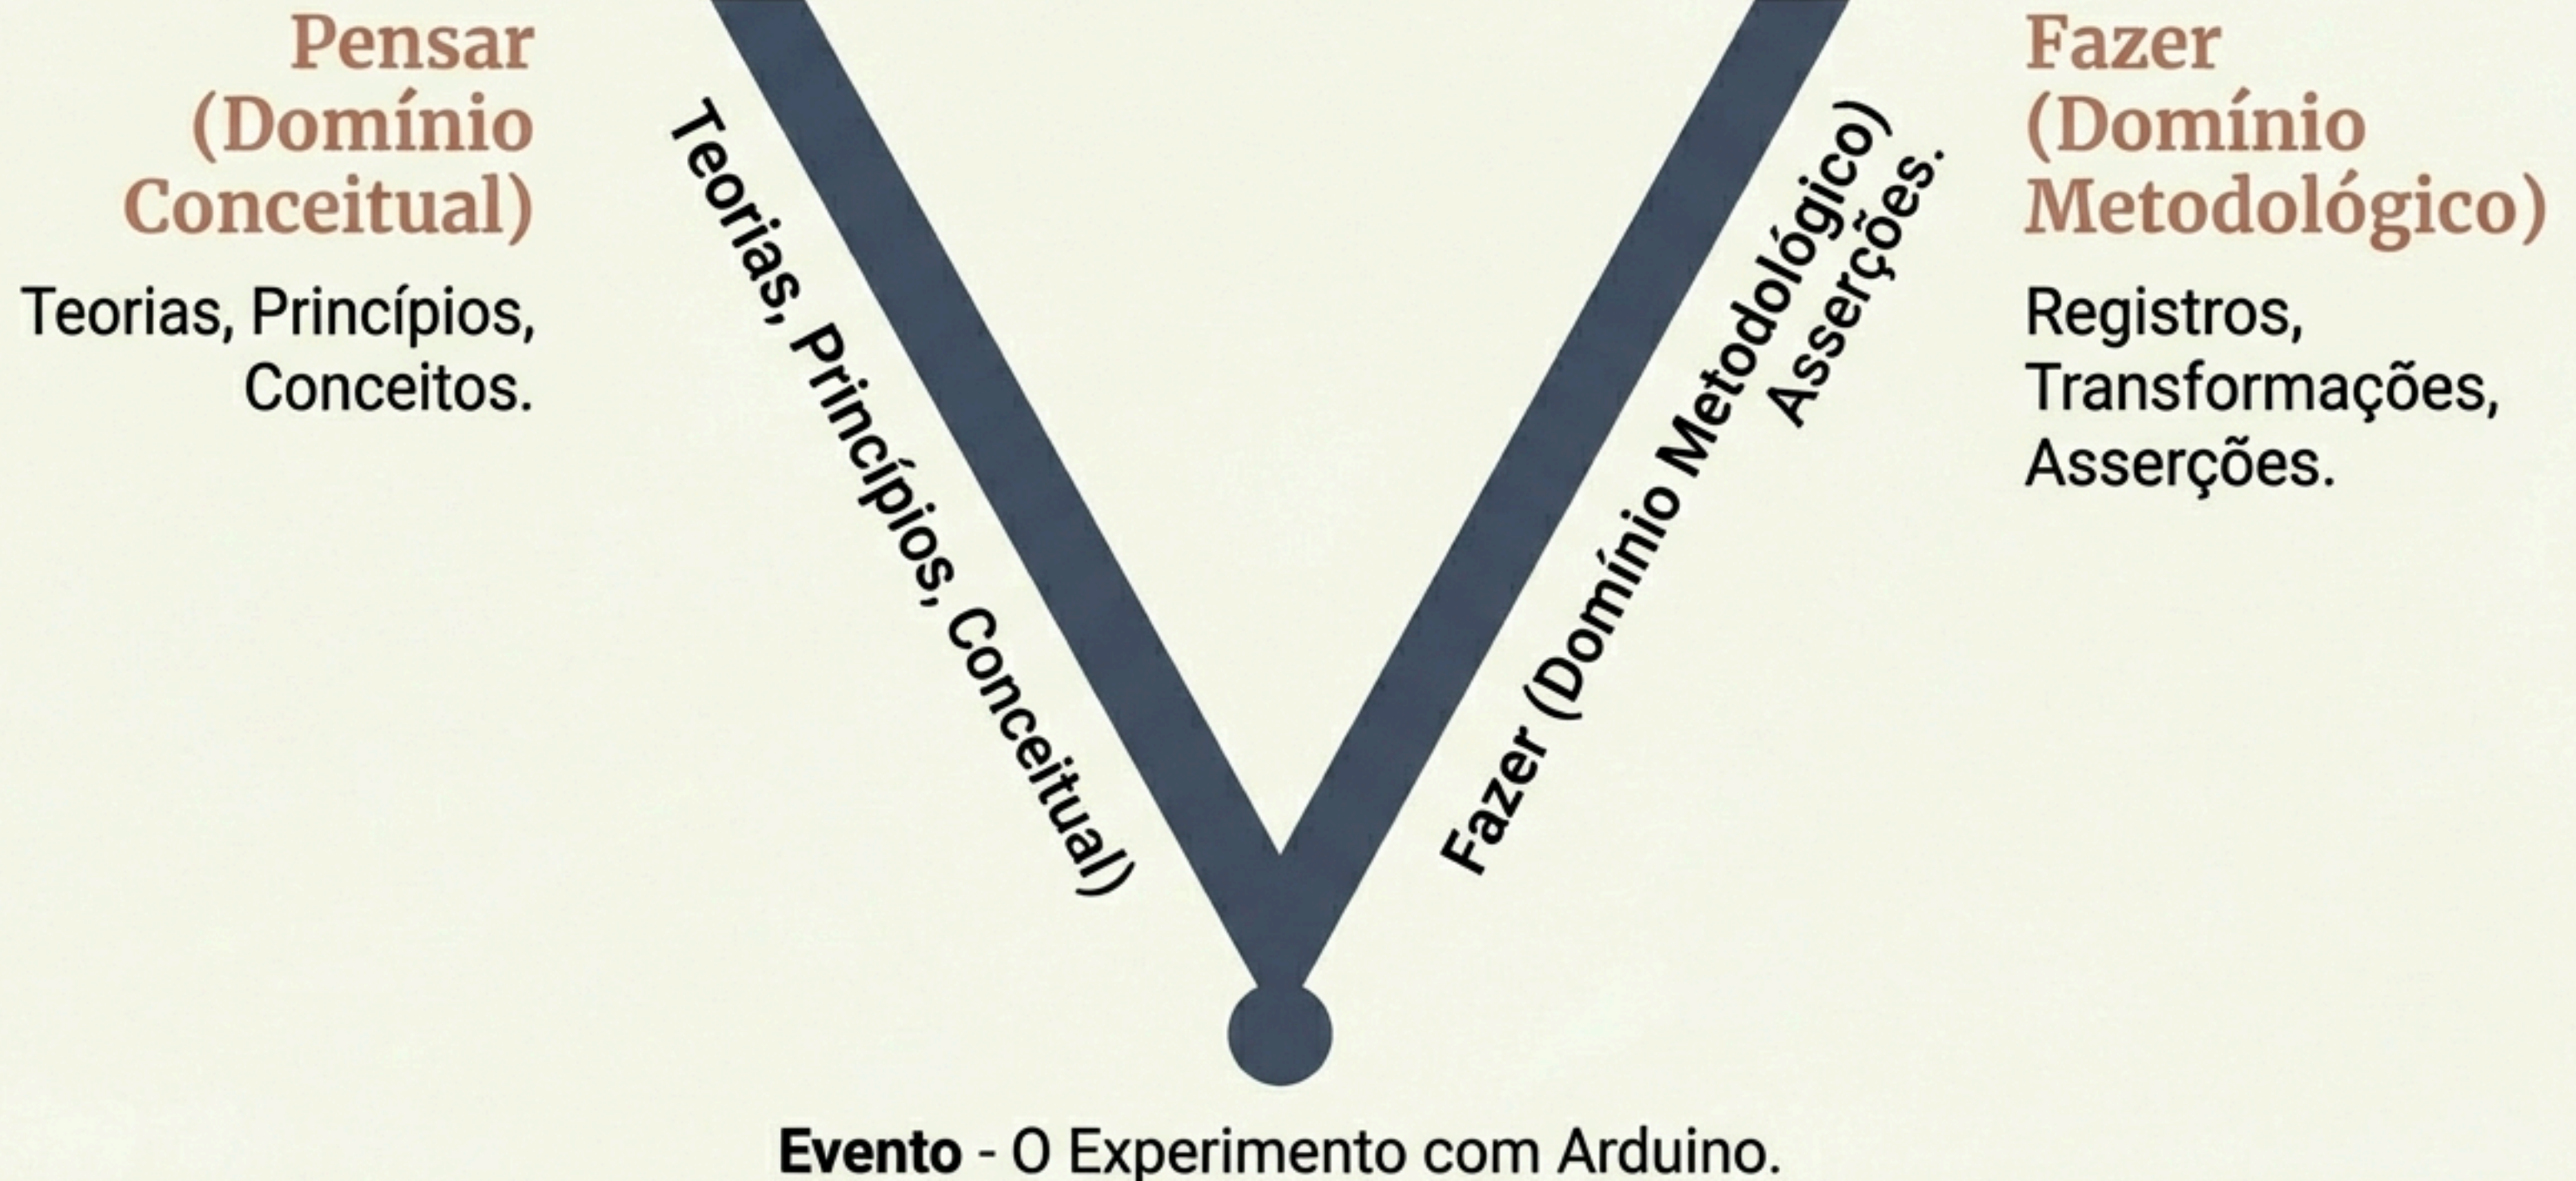 Pensar
(Domínio
Conceitual)
Teorias, Princípios,
Conceitos.
Teorias, Princípios, Conceitual)
Fazer (Domínio Metodológico)
Asserções.
Fazer
(Domínio
Metodológico)
Registros,
Transformações,
Asserções.
Evento - O Experimento com Arduino.